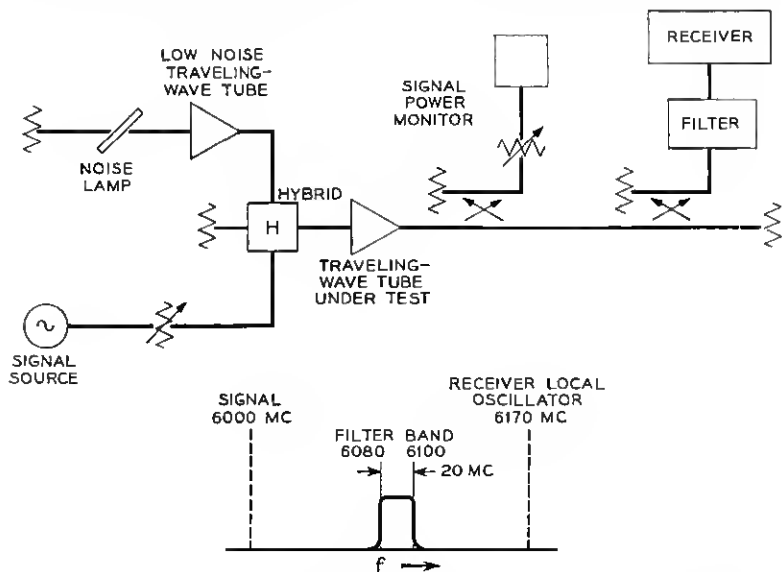 LOW NOISE
TRAVELING-
WAVE TUBE
NOISE
LAMP
SIGNAL
POWER
MONITOR
RECEIVER
FILTER
HYBRID
H
TRAVELING-
WAVE TUBE
UNDER TEST
SIGNAL
SOURCE
SIGNAL
6000 MC
RECEIVER LOCAL
OSCILLATOR
6170 MC
FILTER BAND
6080 6100
20 MC
f